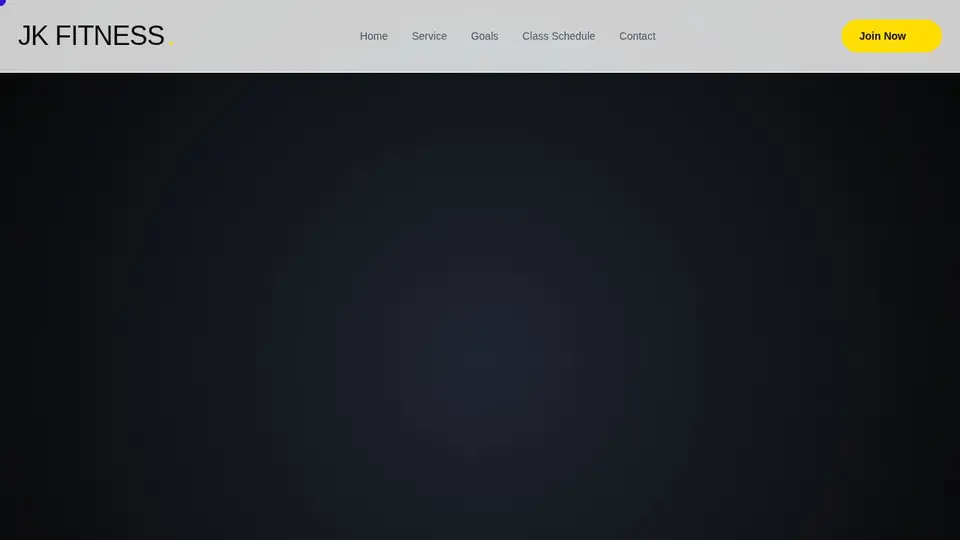 JK FITNESS.
Home
Service
Goals
Class Schedule
Contact
Join Now